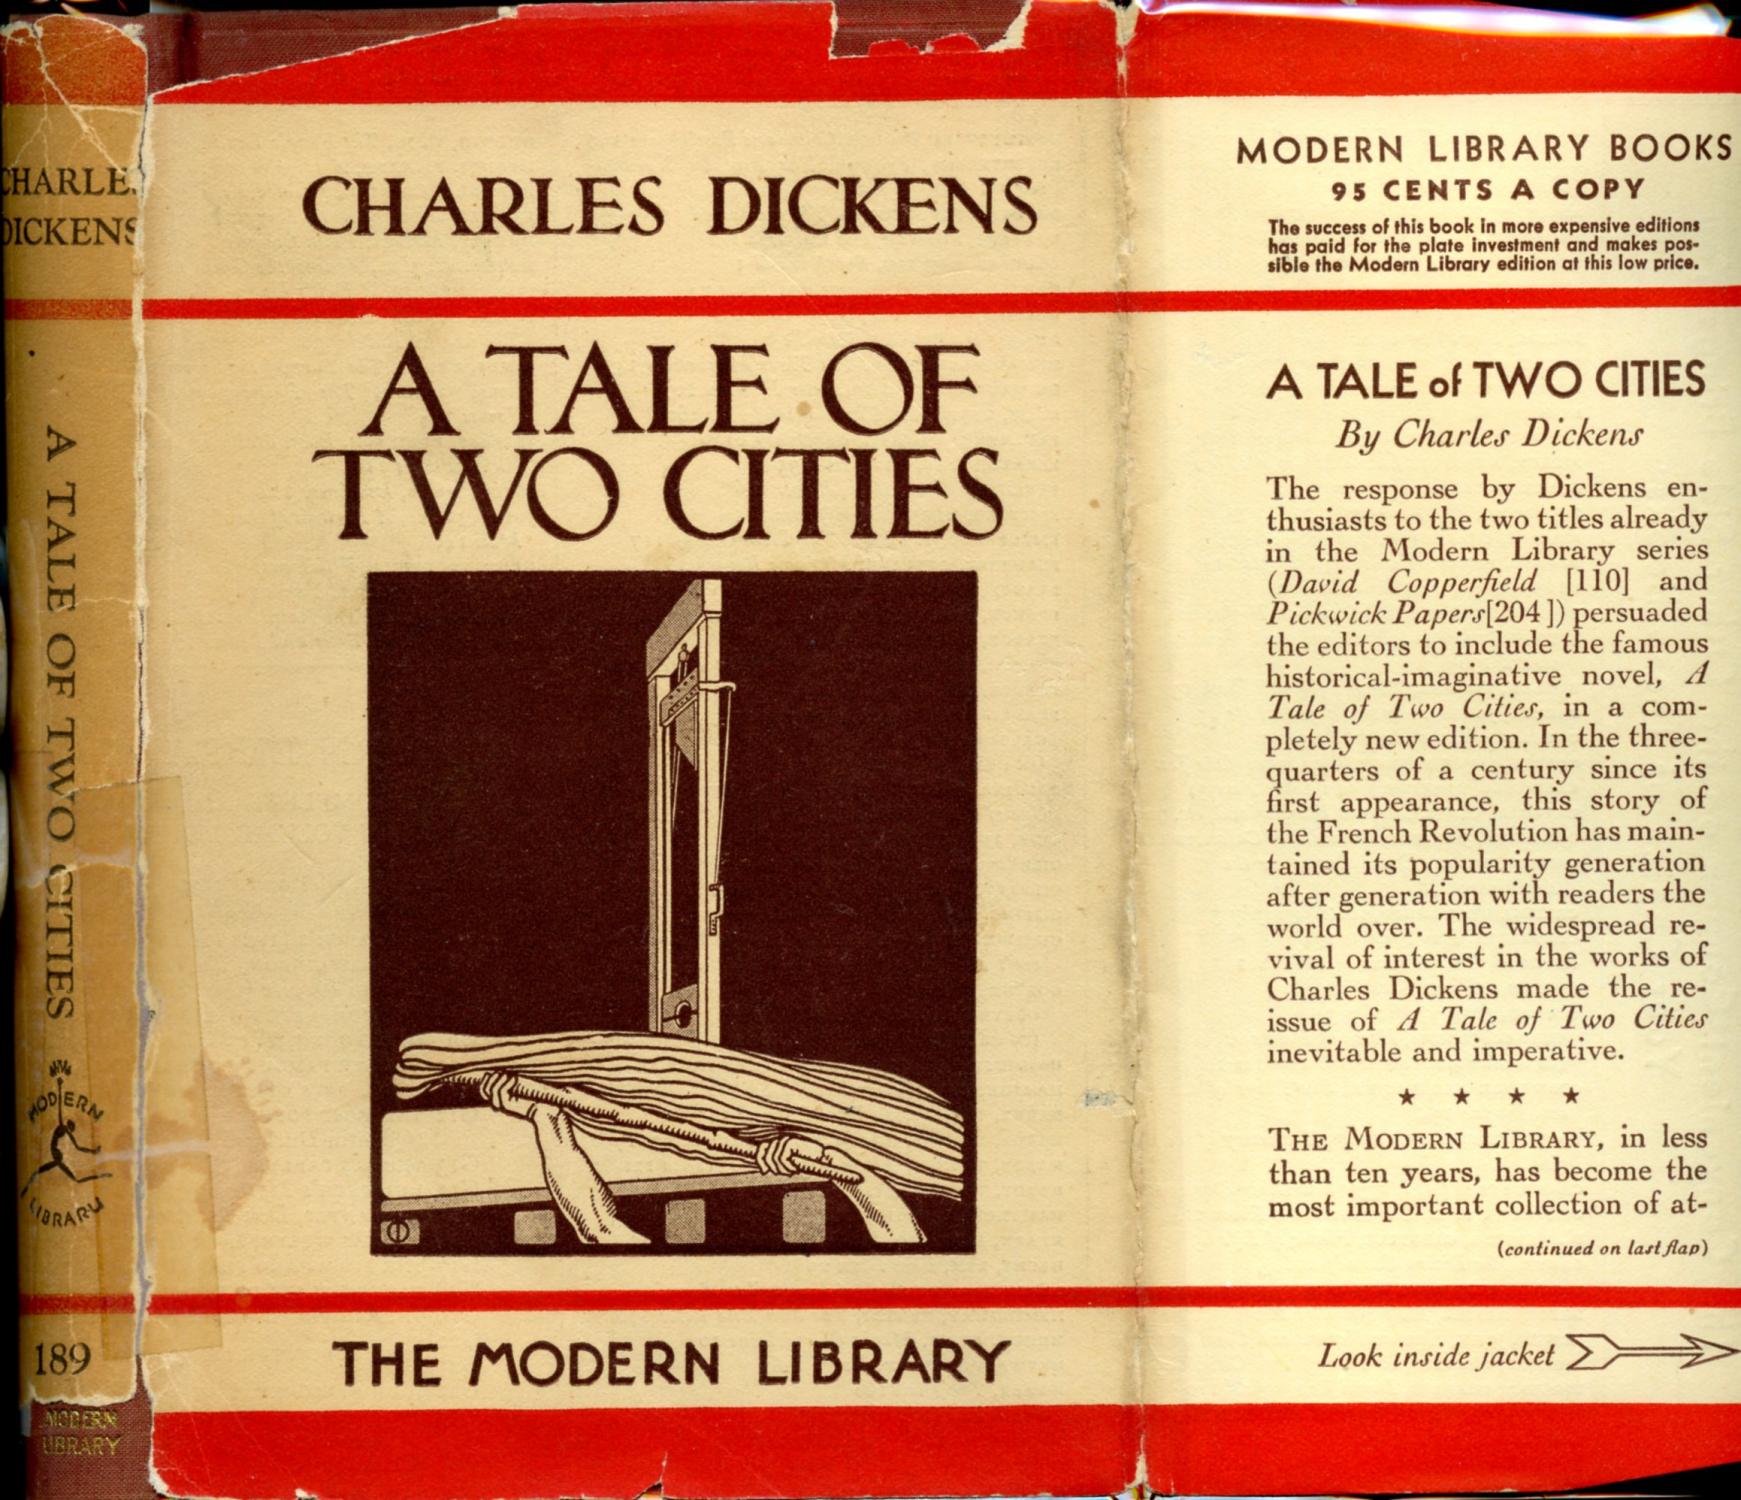 CHARLES
DICKENS
A TALE OF TWO CITIES
MODERN
LIBRARY
189
MODERN
LIBRARY
CHARLES DICKENS
A TALE OF
TWO CITIES
THE MODERN LIBRARY
MODERN LIBRARY BOOKS
95 CENTS A COPY
The success of this book in more expensive editions
has paid for the plate investment and makes pos-
sible the Modern Library edition at this low price.
A TALE of TWO CITIES
By Charles Dickens
The response by Dickens en-
thusiasts to the two titles already
in the Modern Library series
(David Copperfield [110] and
Pickwick Papers[204]) persuaded
the editors to include the famous
historical-imaginative novel, A
Tale of Two Cities, in a com-
pletely new edition. In the three-
quarters of a century since its
first appearance, this story of
the French Revolution has main-
tained its popularity generation
after generation with readers the
world over. The widespread re-
vival of interest in the works of
Charles Dickens made the re-
issue of A Tale of Two Cities
inevitable and imperative.
★ ★ ★ ★
THE MODERN LIBRARY, in less
than ten years, has become the
most important collection of at-
(continued on last flap)
Look inside jacket